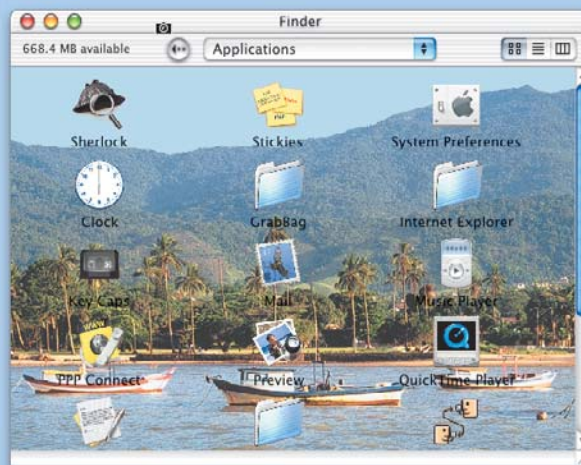 Finder
668.4 MB available
Applications
Sherlock Stickies System Preferences
Clock GrabBag Internet Explorer
Key Caps Mail Music Player
PPP Connect Preview QuickTime Player